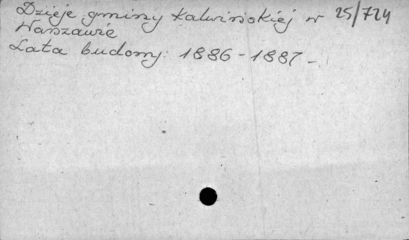 Dzieje gminy kalwińskiej w 25/724
Warszawie
Lata budowy: 1886-1887-